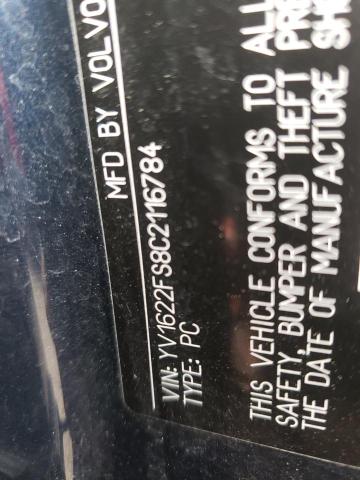 MFD BY VOLVO
VIN: YV1622FS8C2116784
TYPE: PC
THIS VEHICLE CONFORMS TO ALL
SAFETY, BUMPER AND THEFT PRE
THE DATE OF MANUFACTURE SH